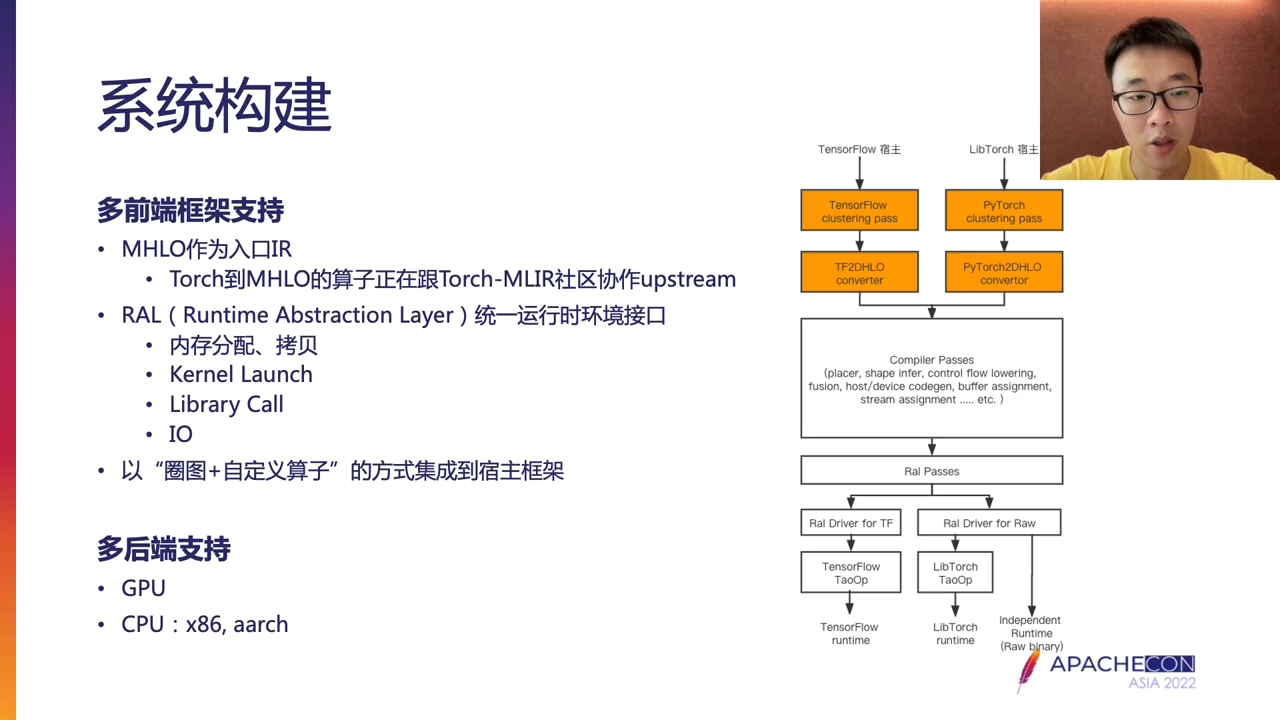 系统构建
多前端框架支持
• MHLO作为入口IR
• Torch到MHLO的算子正在跟Torch-MLIR社区协作upstream
• RAL（Runtime Abstraction Layer）统一运行时环境接口
• 内存分配、拷贝
• Kernel Launch
• Library Call
• IO
• 以“圈图+自定义算子”的方式集成到宿主框架
多后端支持
• GPU
• CPU：x86, aarch
TensorFlow 宿主
LibTorch 宿主
TensorFlow
clustering pass
PyTorch
clustering pass
TF2DHLO
converter
PyTorch2DHLO
convertor
Compiler Passes
(placer, shape infer, control flow lowering,
fusion, host/device codegen, buffer assignment,
stream assignment ..... etc. )
Ral Passes
Ral Driver for TF
Ral Driver for Raw
TensorFlow
TaoOp
LibTorch
TaoOp
TensorFlow
runtime
LibTorch
runtime
Independent
Runtime
(Raw binary)
APACHECON
ASIA 2022